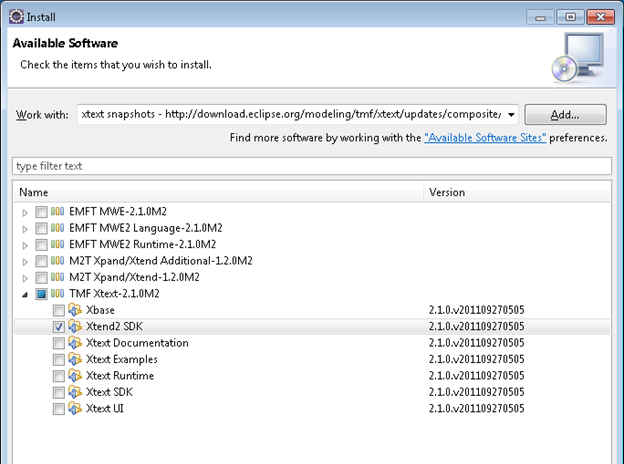 Install
Available Software
Check the items that you wish to install.
Work with: xtext snapshots - http://download.eclipse.org/modeling/tmf/xtext/updates/composite/ Add...
Find more software by working with the "Available Software Sites" preferences.
type filter text
Name Version
EMFT MWE-2.1.0M2
EMFT MWE2 Language-2.1.0M2
EMFT MWE2 Runtime-2.1.0M2
M2T Xpand/Xtend Additional-1.2.0M2
M2T Xpand/Xtend-1.2.0M2
TMF Xtext-2.1.0M2
Xbase 2.1.0.v201109270505
Xtend2 SDK 2.1.0.v201109270505
Xtext Documentation 2.1.0.v201109270505
Xtext Examples 2.1.0.v201109270505
Xtext Runtime 2.1.0.v201109270505
Xtext SDK 2.1.0.v201109270505
Xtext UI 2.1.0.v201109270505